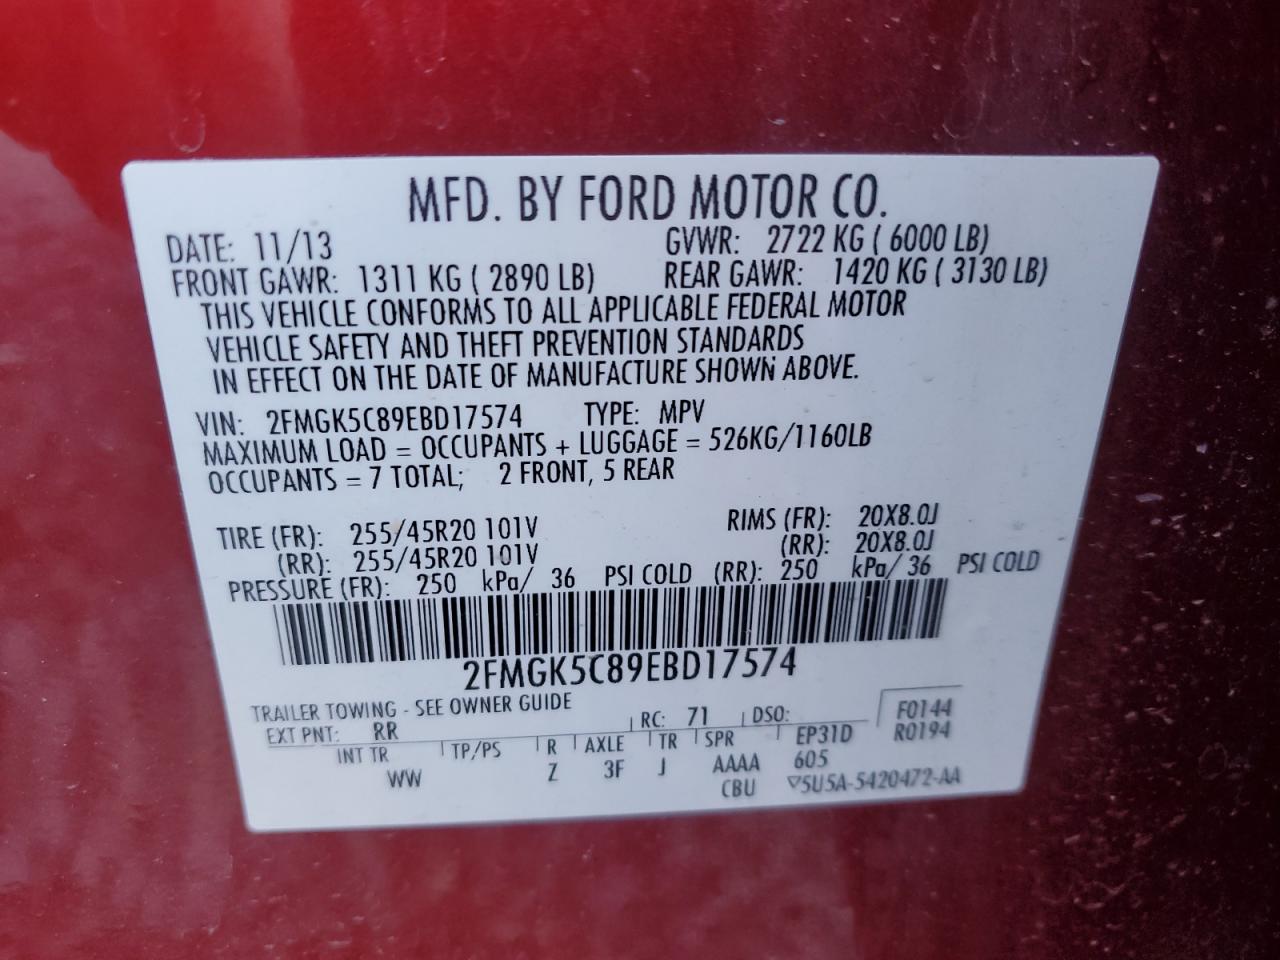 MFD. BY FORD MOTOR CO.
DATE: 11/13 GVWR: 2722 KG ( 6000 LB)
FRONT GAWR: 1311 KG ( 2890 LB) REAR GAWR: 1420 KG ( 3130 LB)
THIS VEHICLE CONFORMS TO ALL APPLICABLE FEDERAL MOTOR
VEHICLE SAFETY AND THEFT PREVENTION STANDARDS
IN EFFECT ON THE DATE OF MANUFACTURE SHOWN ABOVE.
VIN: 2FMGK5C89EBD17574 TYPE: MPV
MAXIMUM LOAD = OCCUPANTS + LUGGAGE = 526KG/1160LB
OCCUPANTS = 7 TOTAL; 2 FRONT, 5 REAR
TIRE (FR): 255/45R20 101V RIMS (FR): 20X8.0J
(RR): 255/45R20 101V (RR): 20X8.0J
PRESSURE (FR): 250 kPa/ 36 PSI COLD (RR): 250 kPa/ 36 PSI COLD
2FMGK5C89EBD17574
TRAILER TOWING - SEE OWNER GUIDE
EXT PNT: RR RC: 71 DSO: F0144
INT TR TP/PS R AXLE TR SPR EP31D R0194
WW Z 3F J AAAA 605
CBU ▽5U5A-5420472-AA